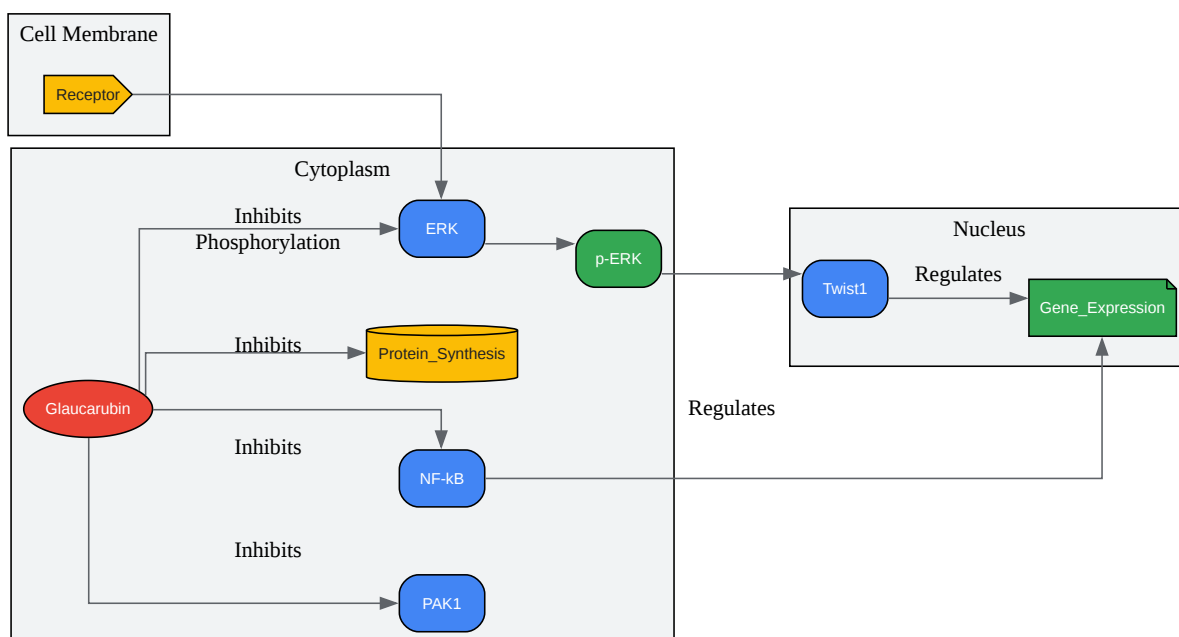 Cell Membrane
Receptor
Cytoplasm
Inhibits
Phosphorylation
ERK
p-ERK
Nucleus
Twist1
Regulates
Gene_Expression
Inhibits
Protein_Synthesis
Glaucarubin
Regulates
Inhibits
NF-kB
Inhibits
PAK1